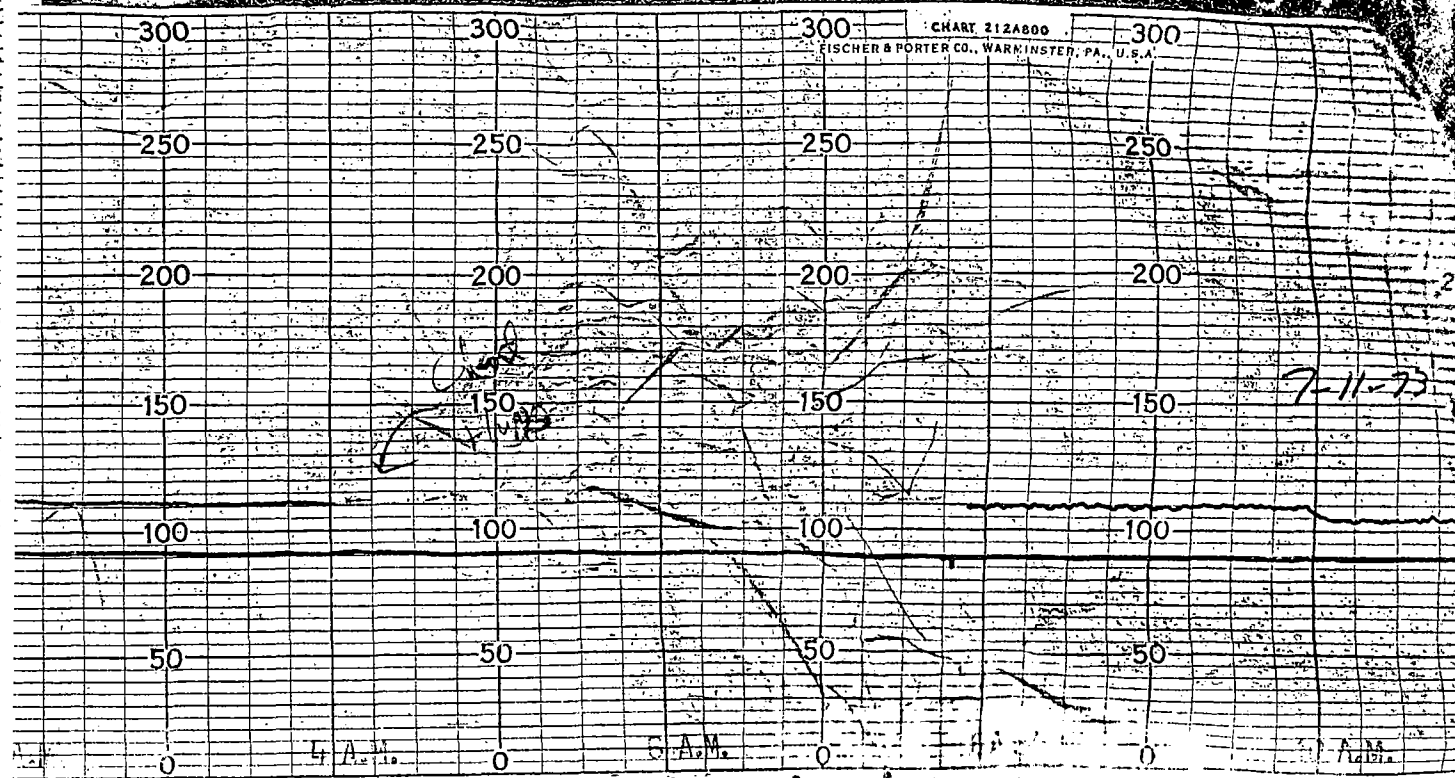 CHART 212A800
FISCHER & PORTER CO., WARMINSTER, PA., U.S.A.
300 300 300 300
250 250 250 250
200 200 200 200
Chart
150 150 150 150
7-11-73
100 100 100 100
50 50 50 50
4 A.M. A.M. A.M.
0 0 0 0